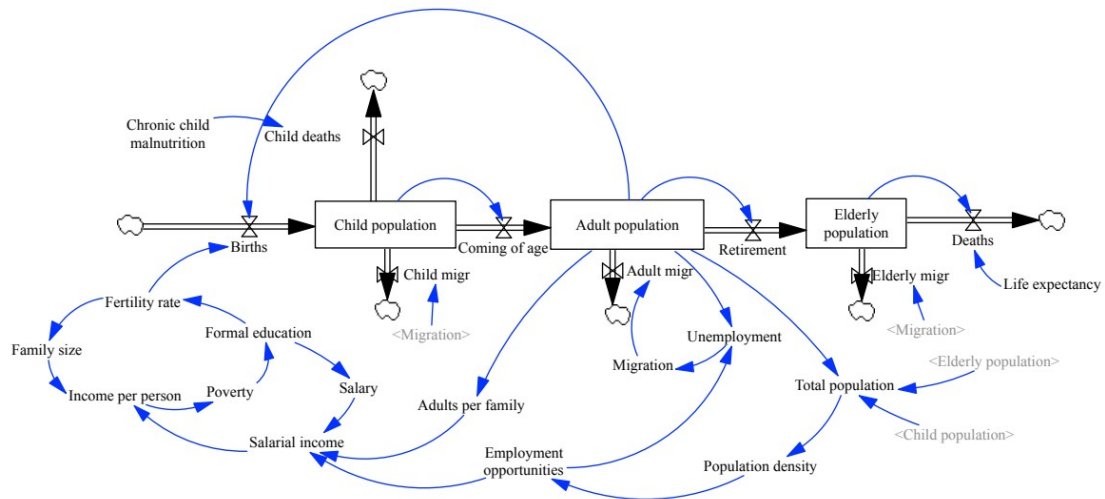 Chronic child
malnutrition
Child deaths
Child population
Adult population
Elderly
population
Births
Coming of age
Retirement
Deaths
Child migr
Adult migr
Elderly migr
Life expectancy
Fertility rate
<Migration>
<Migration>
Formal education
Unemployment
Family size
Migration
<Elderly population>
Income per person
Poverty
Salary
Adults per family
Total population
Salarial income
Employment
opportunities
<Child population>
Population density